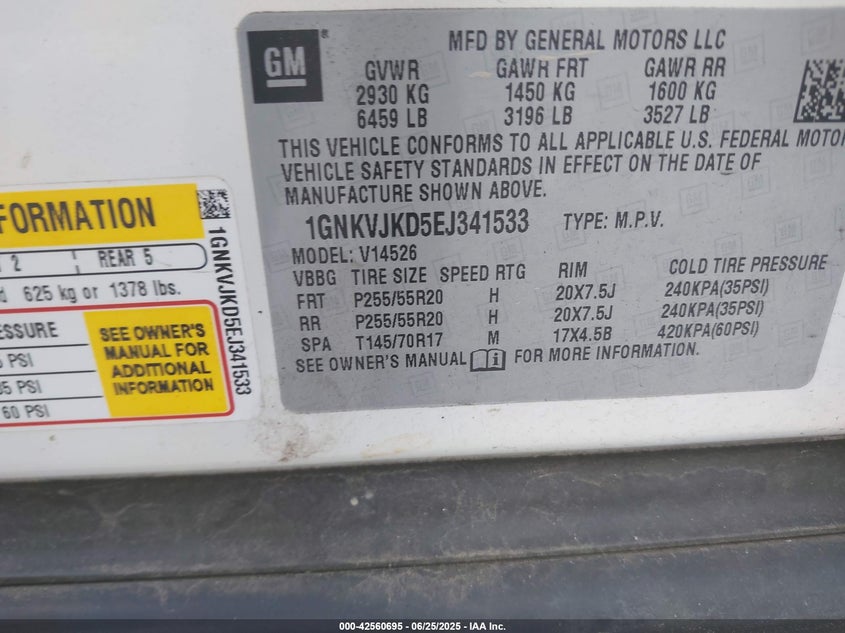 GM
®
MFD BY GENERAL MOTORS LLC
GVWR GAWR FRT GAWR RR
2930 KG 1450 KG 1600 KG
6459 LB 3196 LB 3527 LB
THIS VEHICLE CONFORMS TO ALL APPLICABLE U.S. FEDERAL MOTOR
VEHICLE SAFETY STANDARDS IN EFFECT ON THE DATE OF
MANUFACTURE SHOWN ABOVE.
1GNKVJKD5EJ341533 TYPE: M.P.V.
MODEL: V14526
VBBG TIRE SIZE SPEED RTG RIM COLD TIRE PRESSURE
FRT P255/55R20 H 20X7.5J 240KPA(35PSI)
RR P255/55R20 H 20X7.5J 240KPA(35PSI)
SPA T145/70R17 M 17X4.5B 420KPA(60PSI)
SEE OWNER'S MANUAL i FOR MORE INFORMATION.
FORMATION
2 REAR 5
d 625 kg or 1378 lbs.
ESSURE
PSI
35 PSI
60 PSI
SEE OWNER'S
MANUAL FOR
ADDITIONAL
INFORMATION
1GNKVJKD5EJ341533
000-42560695 - 06/25/2025 - IAA Inc.